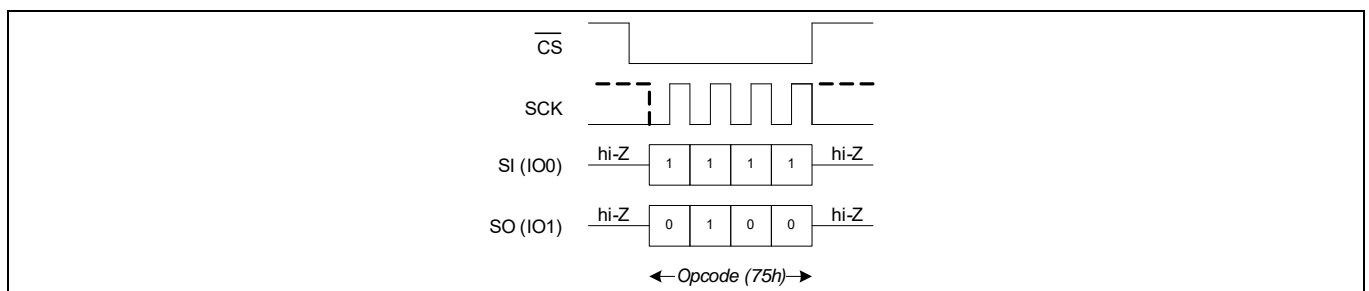 CS
SCK
SI (IO0) hi-Z 1 1 1 1 hi-Z
SO (IO1) hi-Z 0 1 0 0 hi-Z
Opcode (75h)